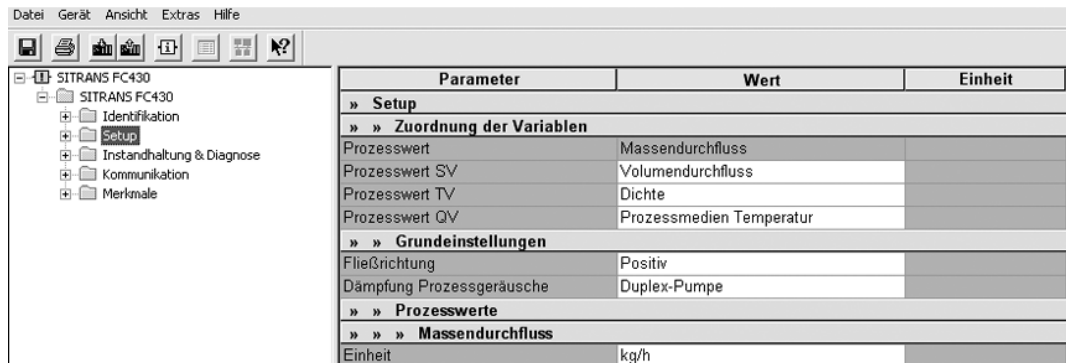 Datei Gerät Ansicht Extras Hilfe
SITRANS FC430
SITRANS FC430
Identifikation
Setup
Instandhaltung & Diagnose
Kommunikation
Merkmale
Parameter Wert Einheit
» Setup
» » Zuordnung der Variablen
Prozesswert Massendurchfluss
Prozesswert SV Volumendurchfluss
Prozesswert TV Dichte
Prozesswert QV Prozessmedien Temperatur
» » Grundeinstellungen
Fließrichtung Positiv
Dämpfung Prozessgeräusche Duplex-Pumpe
» » Prozesswerte
» » » Massendurchfluss
Einheit kg/h